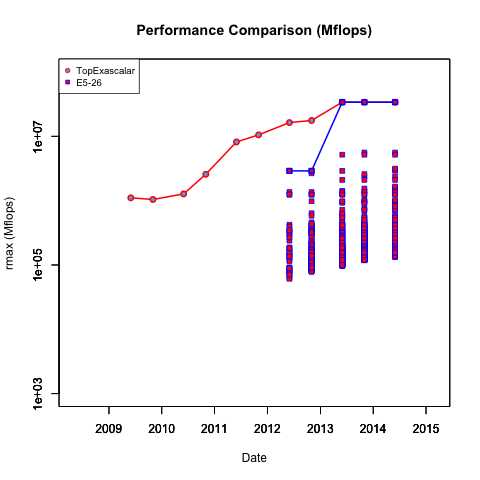 Performance Comparison (Mflops)
TopExascalar
E5-26
1e+07
1e+05
1e+03
rmax (Mflops)
2009 2010 2011 2012 2013 2014 2015
Date